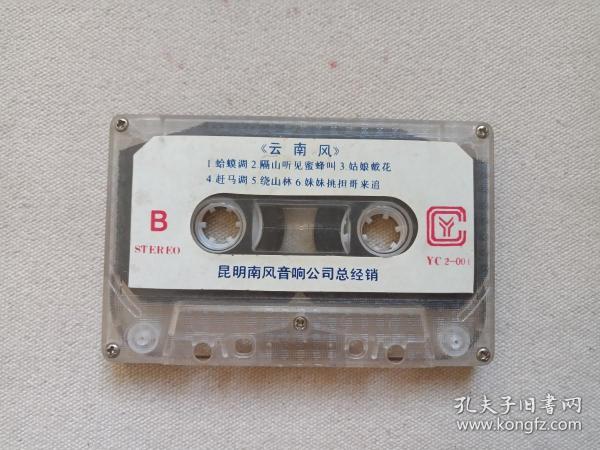 《云南风》
1 蛤蟆调 2 隔山听见蜜蜂叫 3 姑娘戴花
4 赶马调 5 绕山林 6 妹妹挑担哥来追
B
STEREO
YC 2-001
昆明南风音响公司总经销
孔夫子旧书网
www.kongfz.com